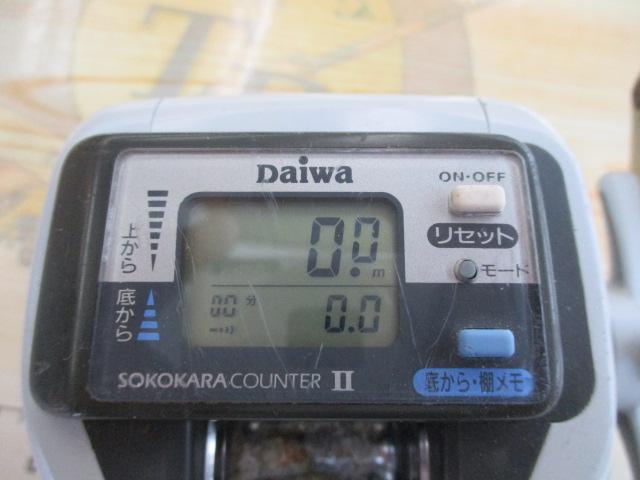 Daiwa
ON・OFF
上から
0.0 m
リセット
モード
底から
00 分
0.0
SOKOKARA COUNTER II
底から・棚メモ